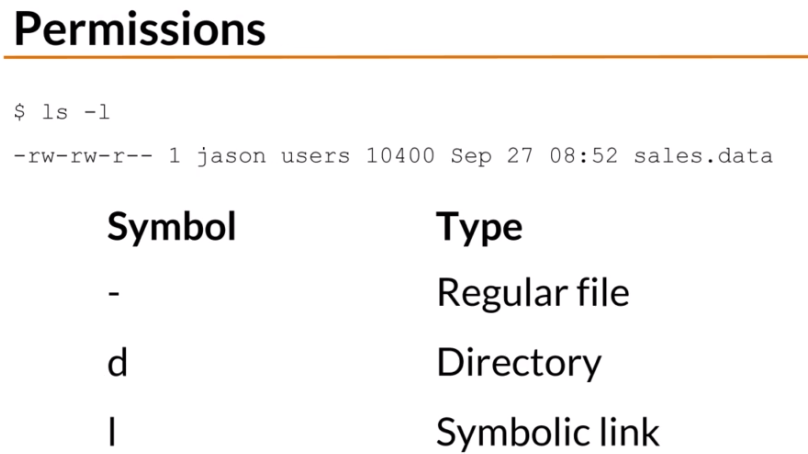 Permissions
$ ls -l
-rw-rw-r-- 1 jason users 10400 Sep 27 08:52 sales.data
Symbol Type
- Regular file
d Directory
l Symbolic link